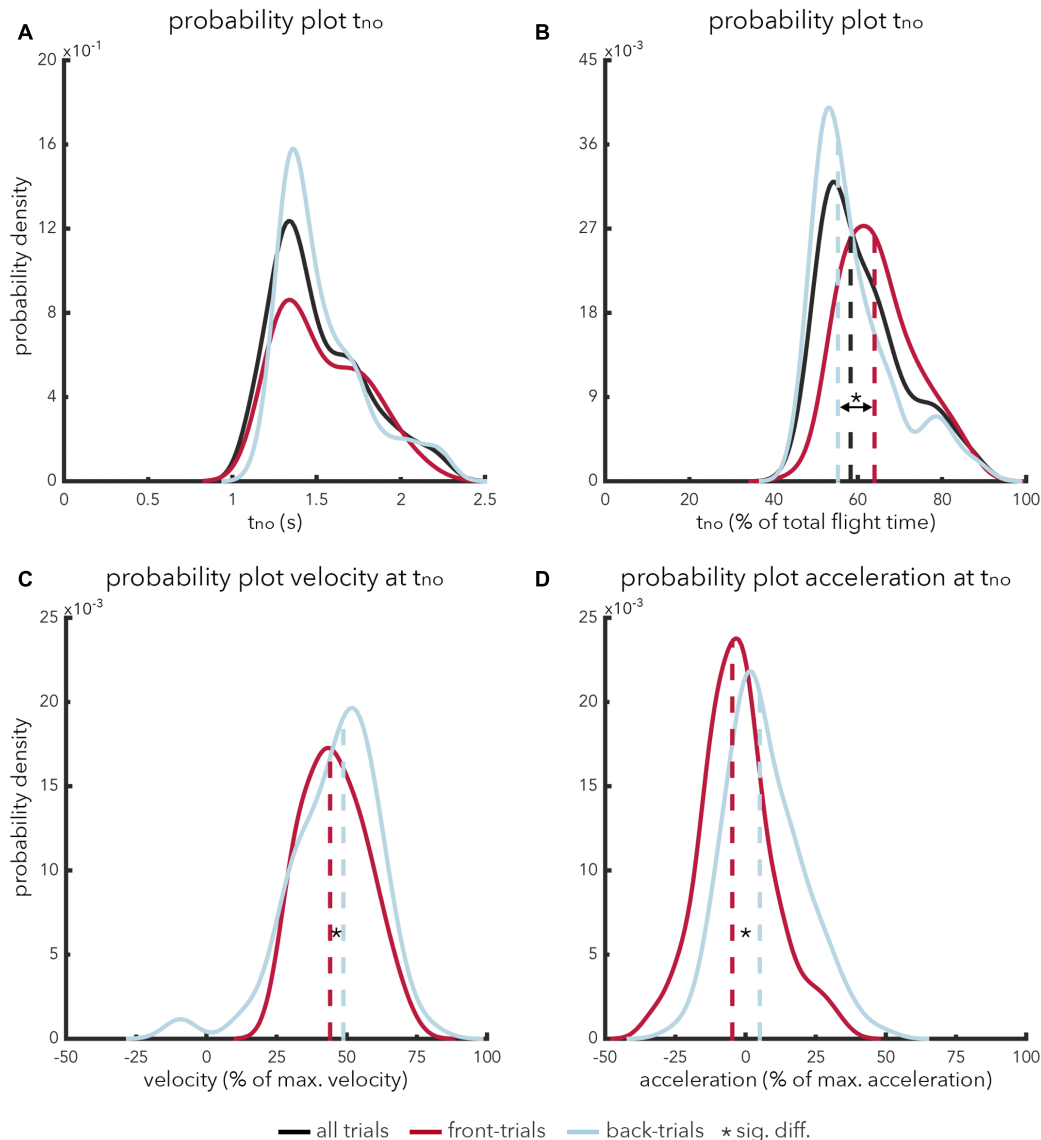 A
probability plot tno
x10-1
20
16
12
8
4
0
probability density
0 0.5 1 1.5 2 2.5
tno (s)
B
probability plot tno
x10-3
45
36
27
18
9
0
*
0 20 40 60 80 100
tno (% of total flight time)
C
probability plot velocity at tno
x10-3
25
20
15
10
5
0
probability density
*
-50 -25 0 25 50 75 100
velocity (% of max. velocity)
D
probability plot acceleration at tno
x10-3
25
20
15
10
5
0
*
-50 -25 0 25 50 75 100
acceleration (% of max. acceleration)
all trials front-trials back-trials * sig. diff.